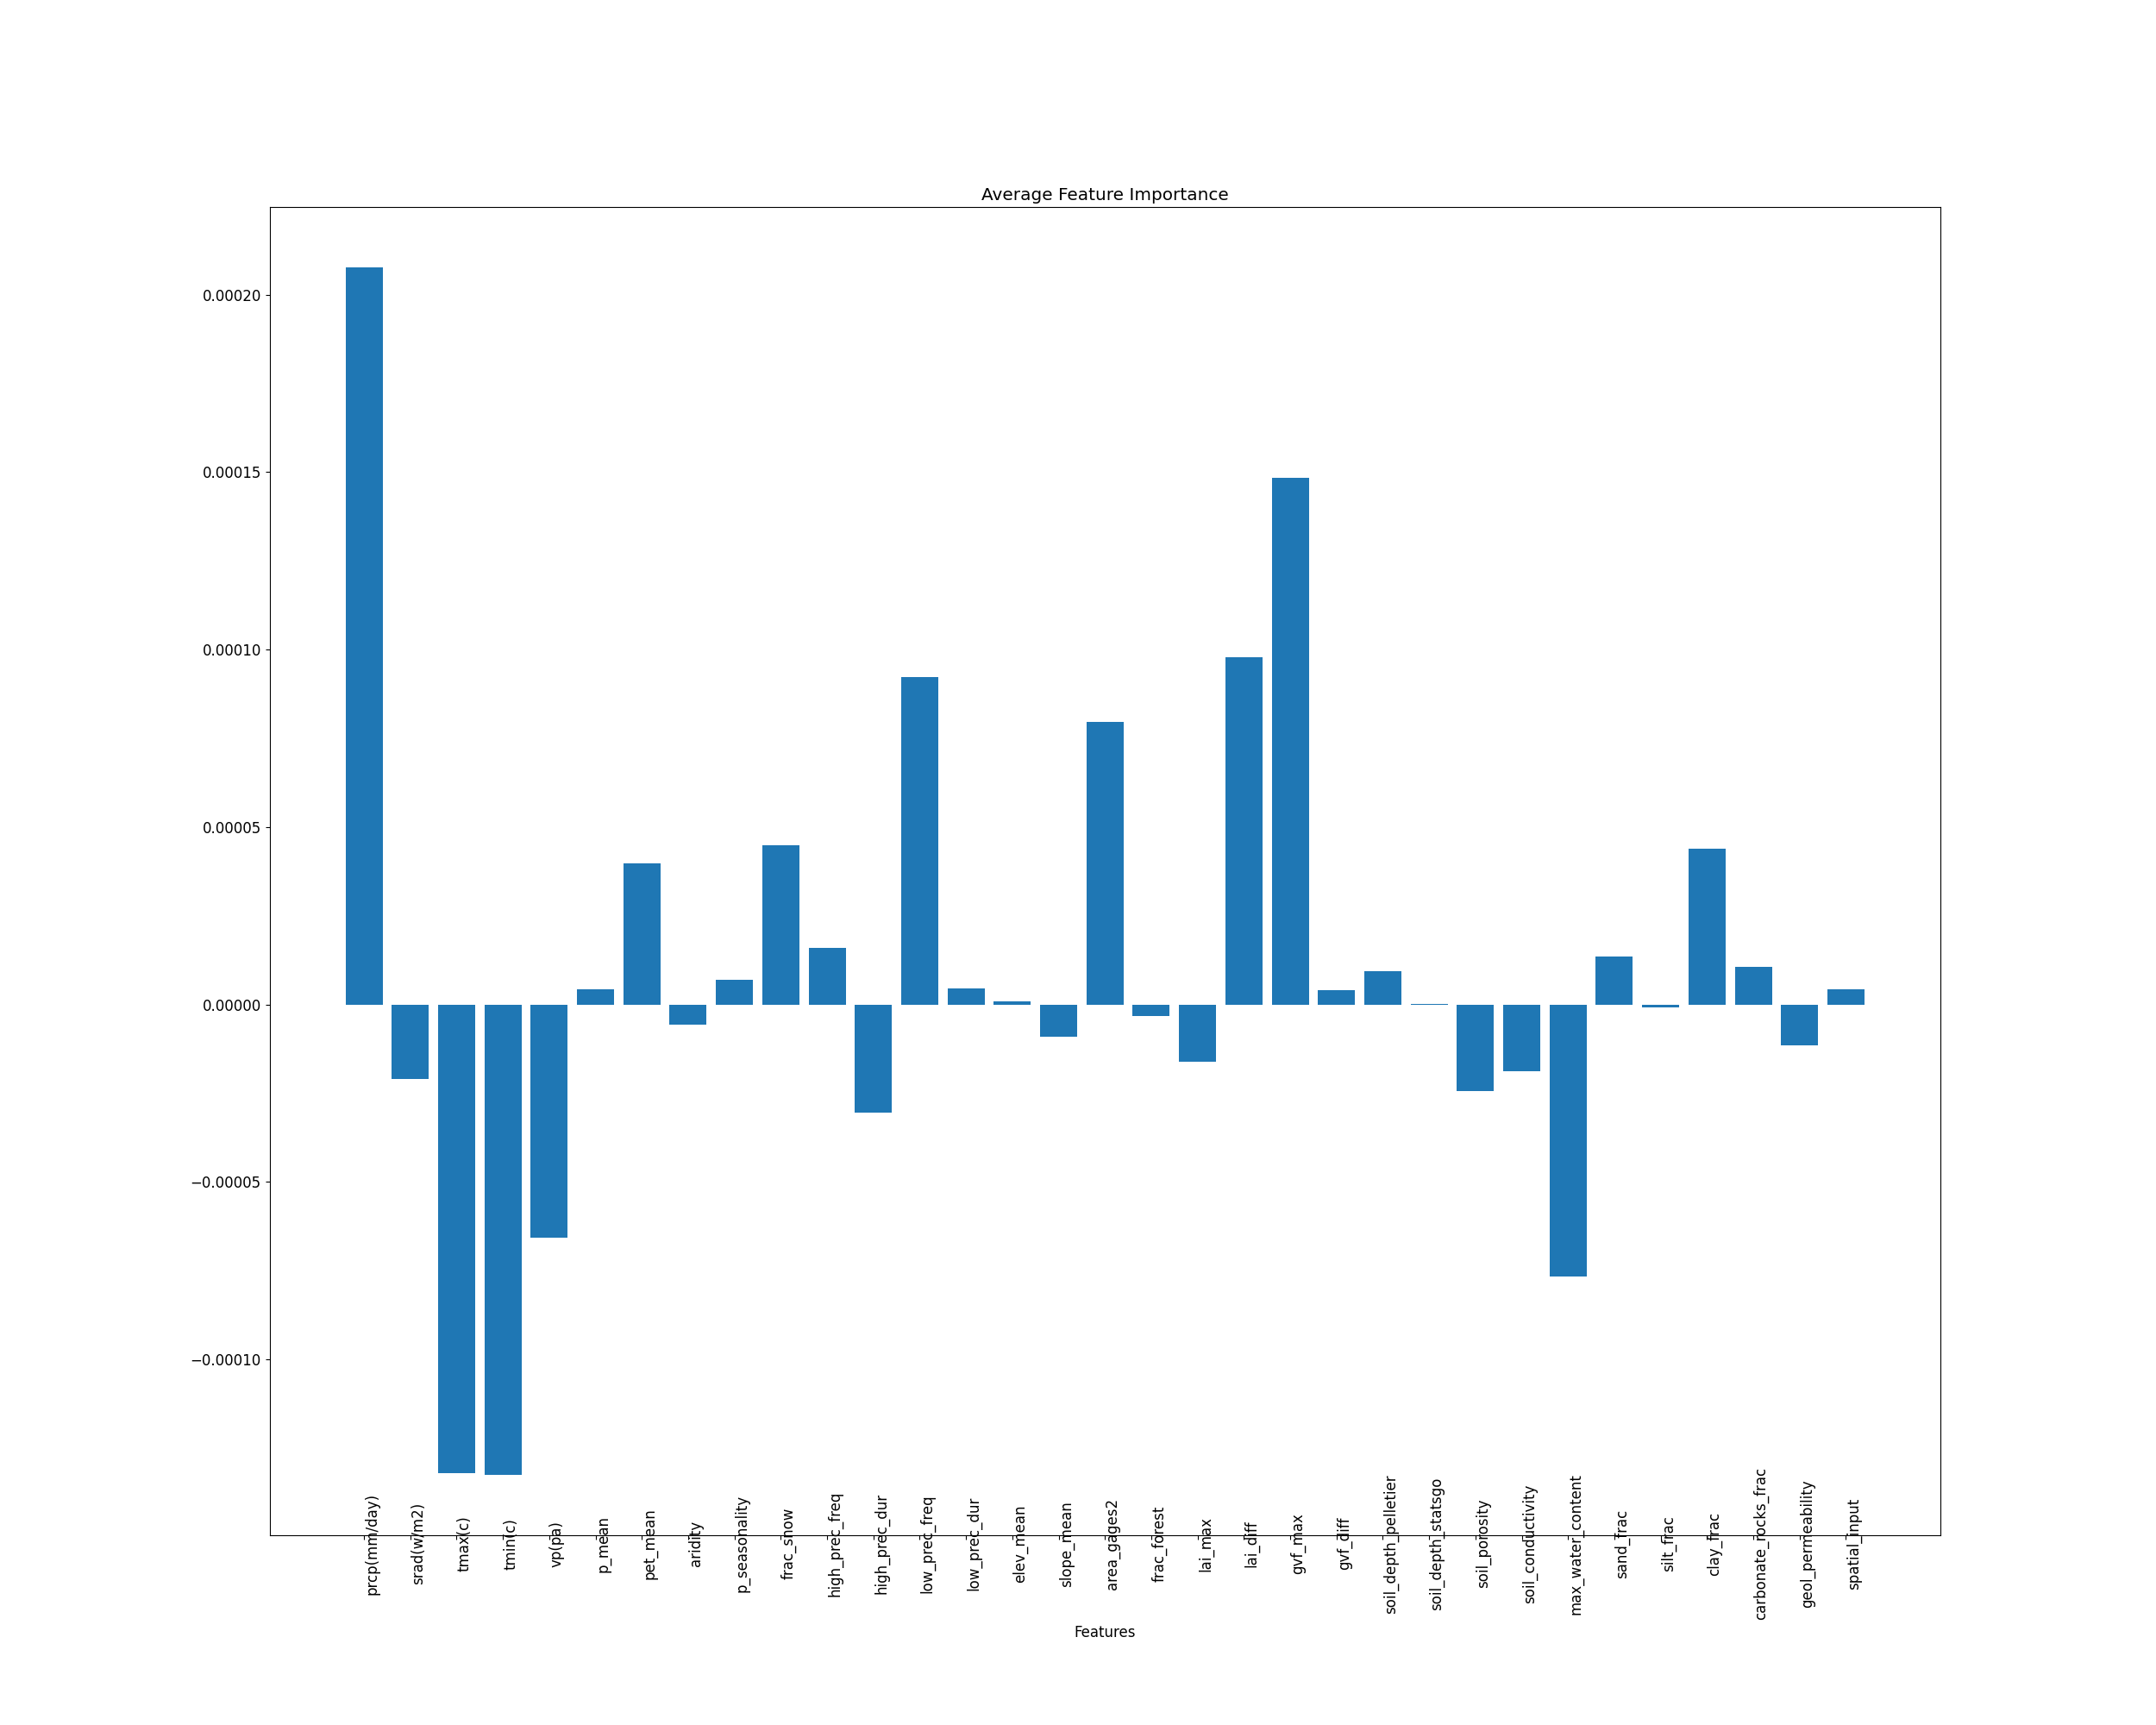 Average Feature Importance
0.00020
0.00015
0.00010
0.00005
0.00000
−0.00005
−0.00010
prcp(mm/day)
srad(w/m2)
tmax(c)
tmin(c)
vp(pa)
p_mean
pet_mean
aridity
p_seasonality
frac_snow
high_prec_freq
high_prec_dur
low_prec_freq
low_prec_dur
elev_mean
slope_mean
area_gages2
frac_forest
lai_max
lai_diff
gvf_max
gvf_diff
soil_depth_pelletier
soil_depth_statsgo
soil_porosity
soil_conductivity
max_water_content
sand_frac
silt_frac
clay_frac
carbonate_rocks_frac
geol_permeability
spatial_input
Features